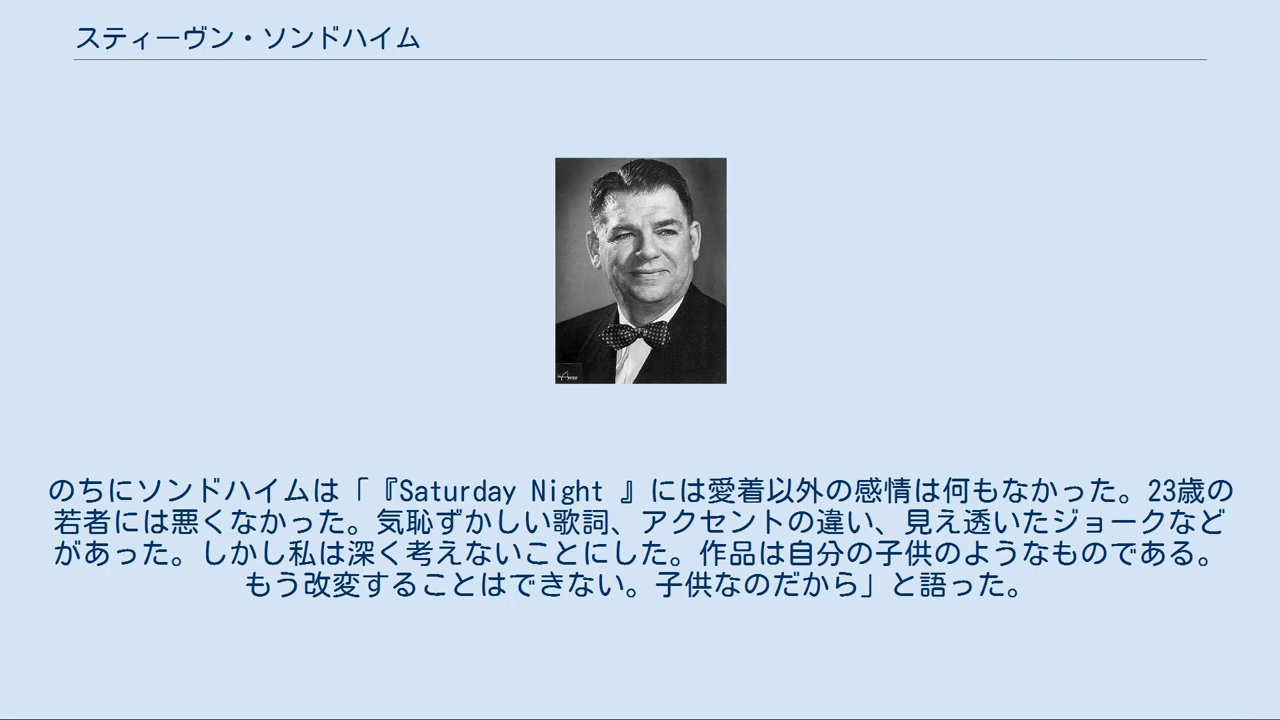 スティーヴン・ソンドハイム
のちにソンドハイムは「『Saturday Night 』には愛着以外の感情は何もなかった。23歳の
若者には悪くなかった。気恥ずかしい歌詞、アクセントの違い、見え透いたジョークなど
があった。しかし私は深く考えないことにした。作品は自分の子供のようなものである。
もう改変することはできない。子供なのだから」と語った。